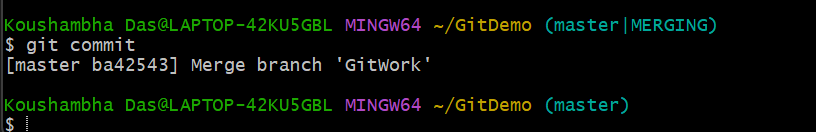 Koushambha Das@LAPTOP-42KU5GBL MINGW64 ~/GitDemo (master|MERGING)
$ git commit
[master ba42543] Merge branch 'GitWork'
Koushambha Das@LAPTOP-42KU5GBL MINGW64 ~/GitDemo (master)
$